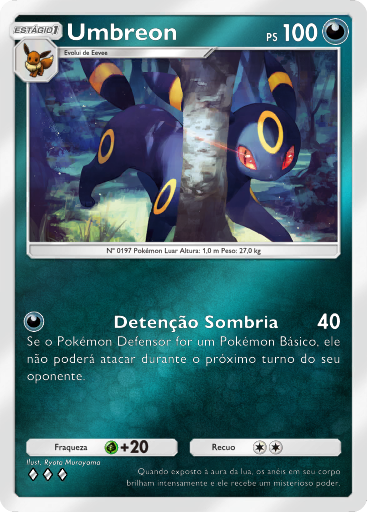 ESTÁGIO 1
Umbreon
PS 100
Evolui de Eevee
Nº 0197 Pokémon Luar Altura: 1,0 m Peso: 27,0 kg
Detenção Sombria 40
Se o Pokémon Defensor for um Pokémon Básico, ele
não poderá atacar durante o próximo turno do seu
oponente.
Fraqueza +20
Recuo
Ilust. Ryota Murayama
Quando exposto à aura da lua, os anéis em seu corpo
brilham intensamente e ele recebe um misterioso poder.